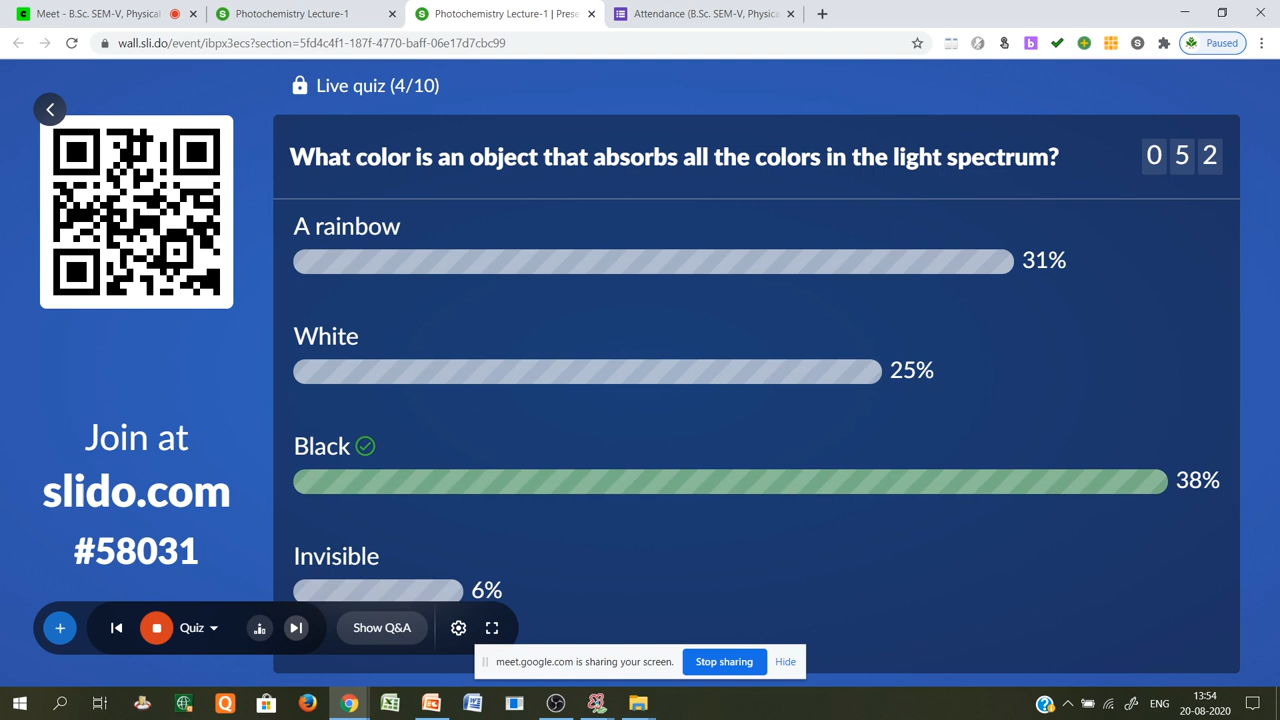 Meet - B.Sc. SEM-V, Physical
Photochemistry Lecture-1
Photochemistry Lecture-1 | Prese
Attendance (B.Sc. SEM-V, Physica
wall.sli.do/event/ibpx3ecs?section=5fd4c4f1-187f-4770-baff-06e17d7cbc99
Paused
Live quiz (4/10)
What color is an object that absorbs all the colors in the light spectrum?
0 5 2
A rainbow
31%
White
25%
Black
38%
Invisible
6%
Join at
slido.com
#58031
Quiz
Show Q&A
meet.google.com is sharing your screen.
Stop sharing
Hide
ENG
13:54
20-08-2020